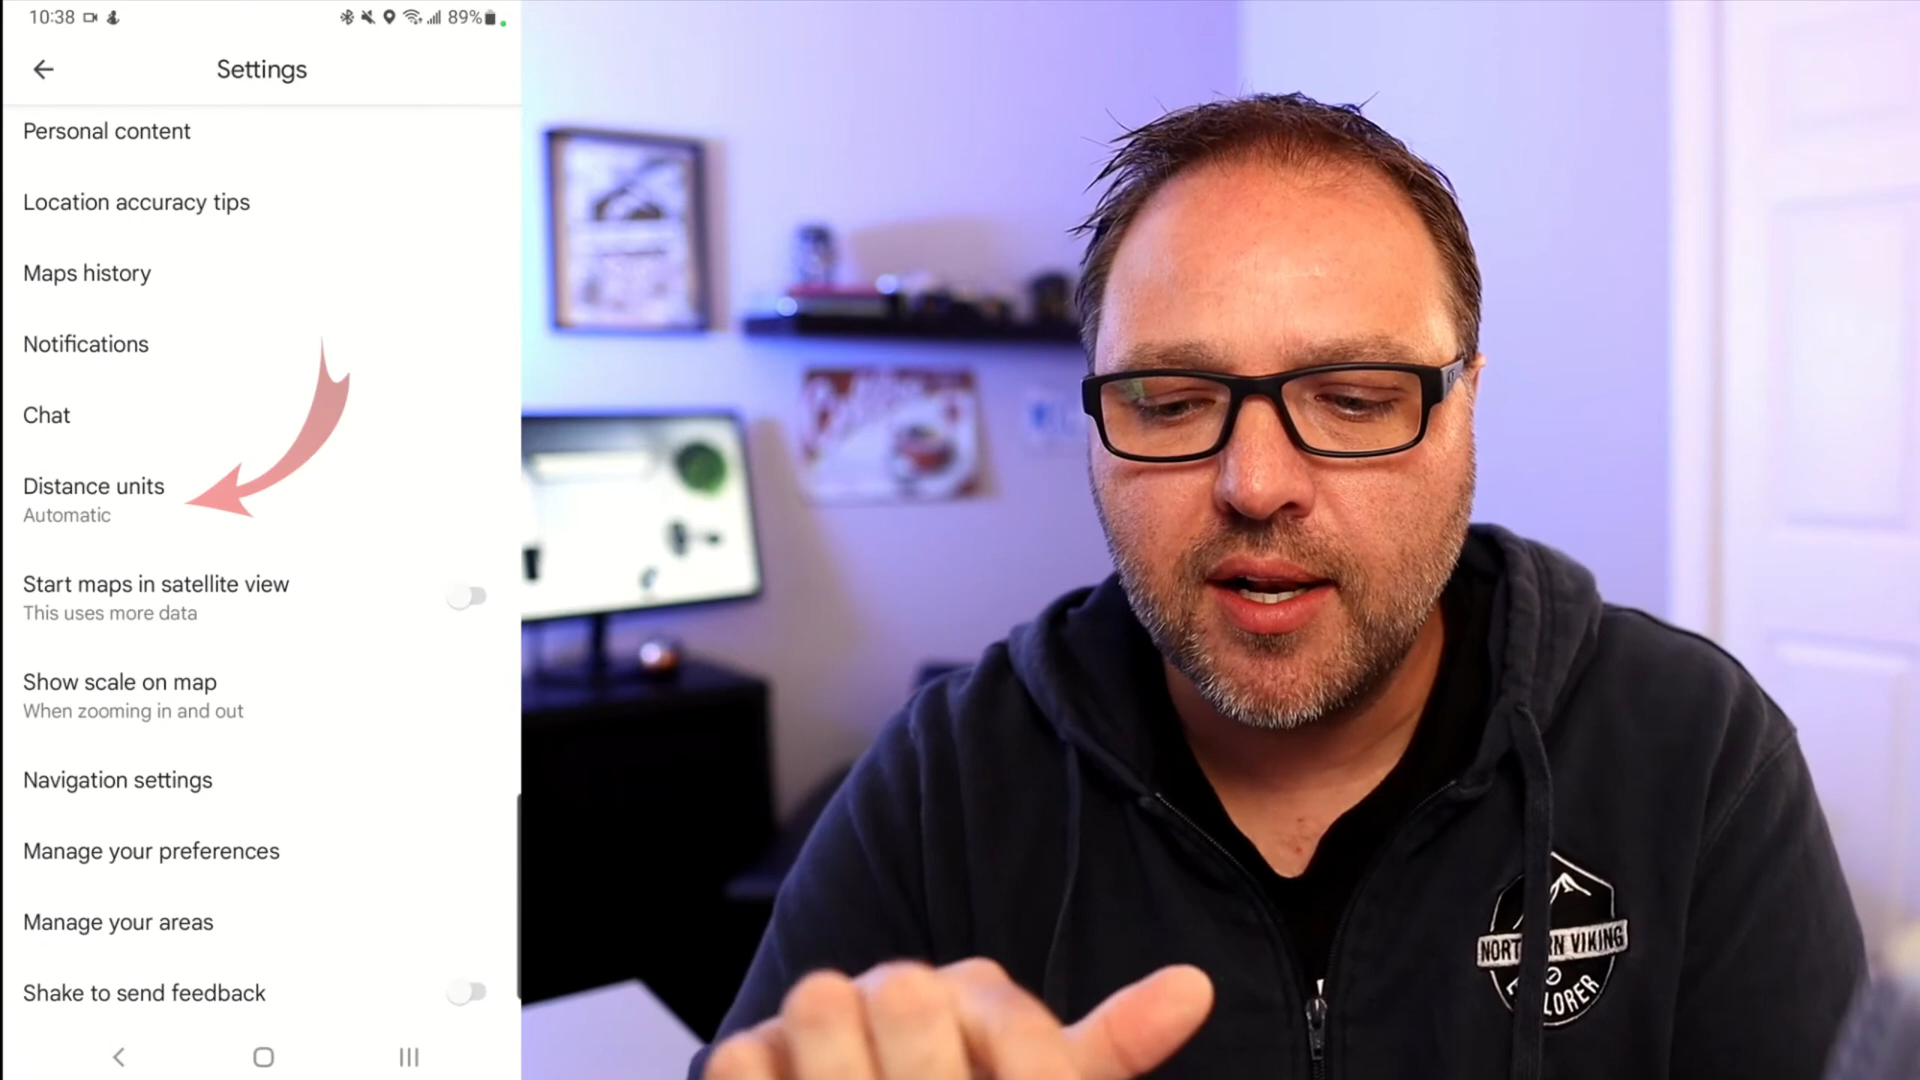 10:38
89%
Settings
Personal content
Location accuracy tips
Maps history
Notifications
Chat
Distance units
Automatic
Start maps in satellite view
This uses more data
Show scale on map
When zooming in and out
Navigation settings
Manage your preferences
Manage your areas
Shake to send feedback
VIKING